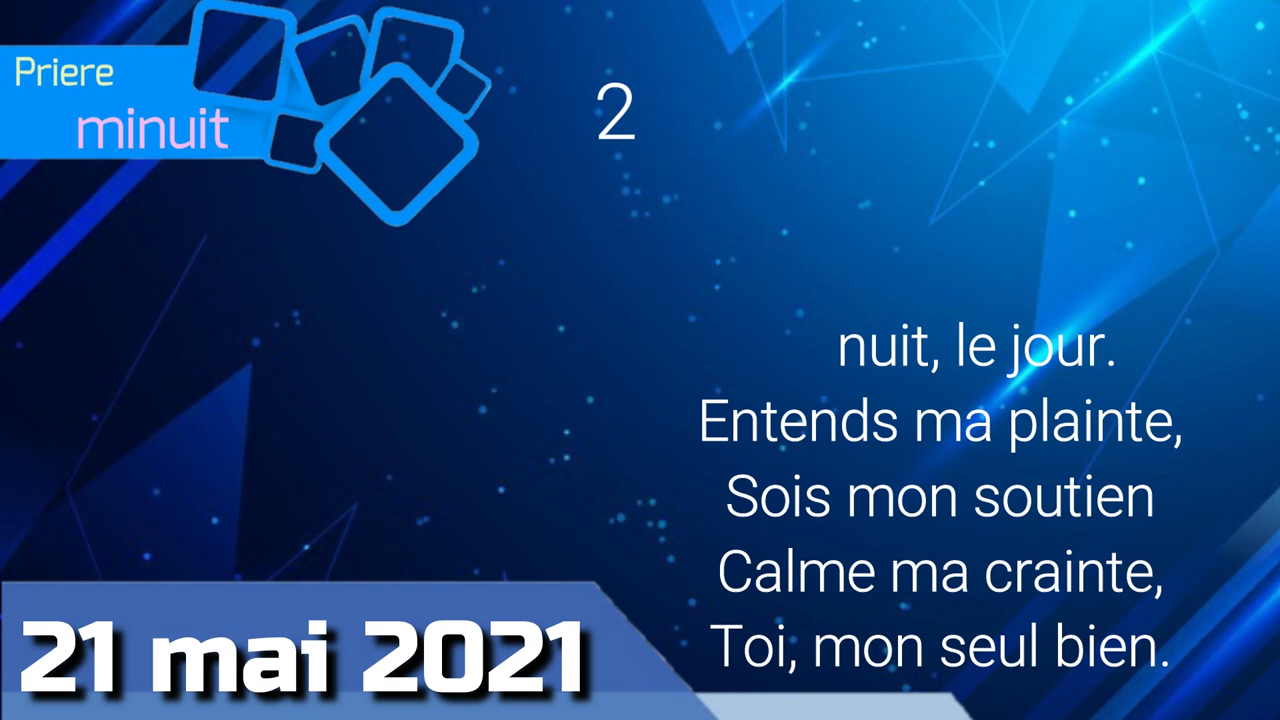 Priere
minuit
2
nuit, le jour.
Entends ma plainte,
Sois mon soutien
Calme ma crainte,
Toi, mon seul bien.
21 mai 2021